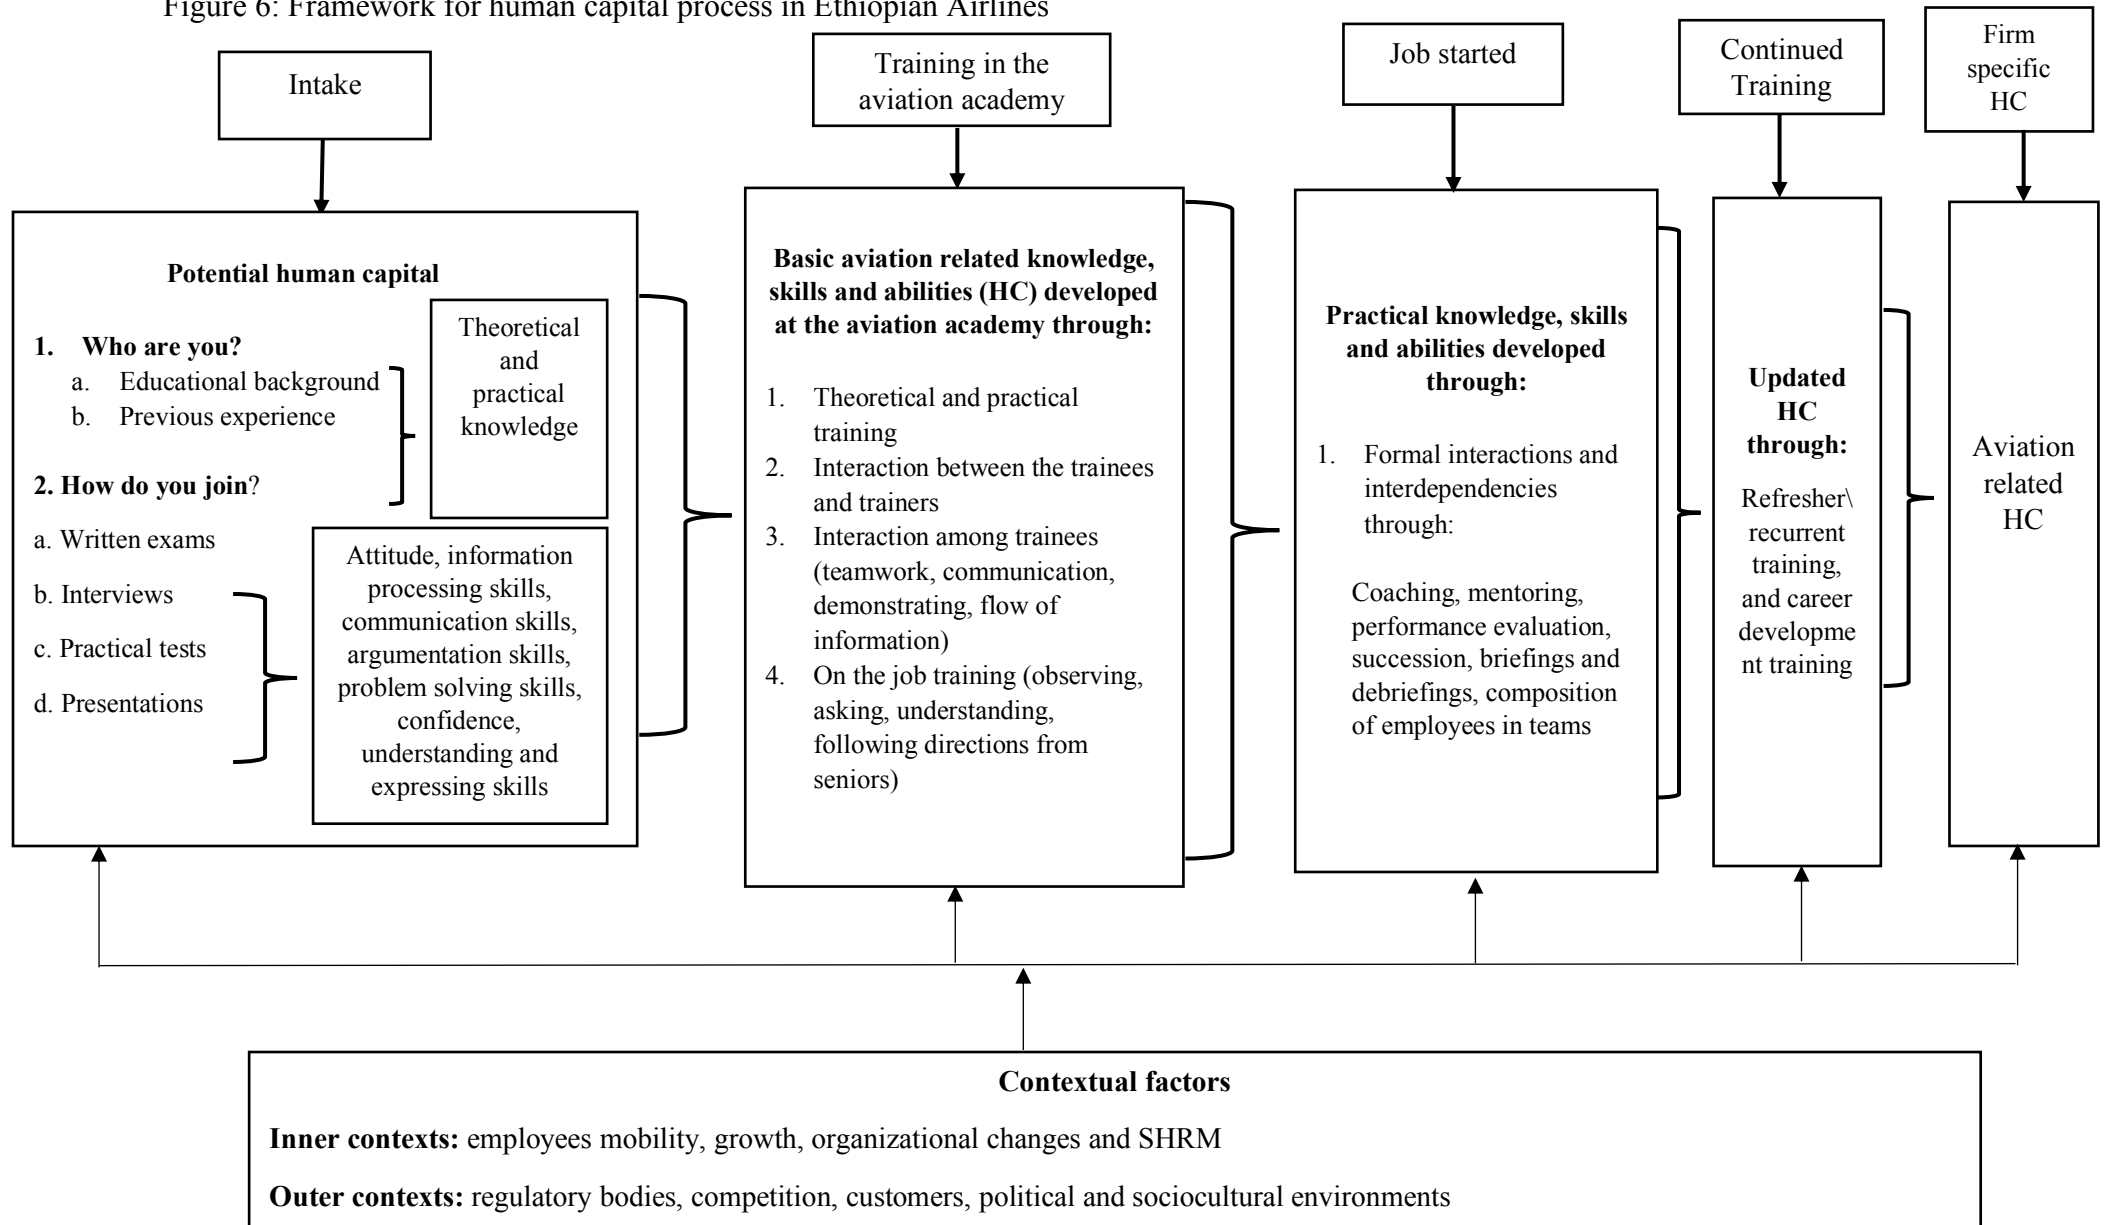 Figure 6: Framework for human capital process in Ethiopian Airlines
Intake
Training in the
aviation academy
Job started
Continued
Training
Firm
specific
HC
Potential human capital
1. Who are you?
a. Educational background
b. Previous experience
Theoretical
and
practical
knowledge
2. How do you join?
a. Written exams
b. Interviews
c. Practical tests
d. Presentations
Attitude, information
processing skills,
communication skills,
argumentation skills,
problem solving skills,
confidence,
understanding and
expressing skills
Basic aviation related knowledge,
skills and abilities (HC) developed
at the aviation academy through:
1. Theoretical and practical
training
2. Interaction between the trainees
and trainers
3. Interaction among trainees
(teamwork, communication,
demonstrating, flow of
information)
4. On the job training (observing,
asking, understanding,
following directions from
seniors)
Practical knowledge, skills
and abilities developed
through:
1. Formal interactions and
interdependencies
through:
Coaching, mentoring,
performance evaluation,
succession, briefings and
debriefings, composition
of employees in teams
Updated
HC
through:
Refresher\
recurrent
training,
and career
developme
nt training
Aviation
related
HC
Contextual factors
Inner contexts: employees mobility, growth, organizational changes and SHRM
Outer contexts: regulatory bodies, competition, customers, political and sociocultural environments